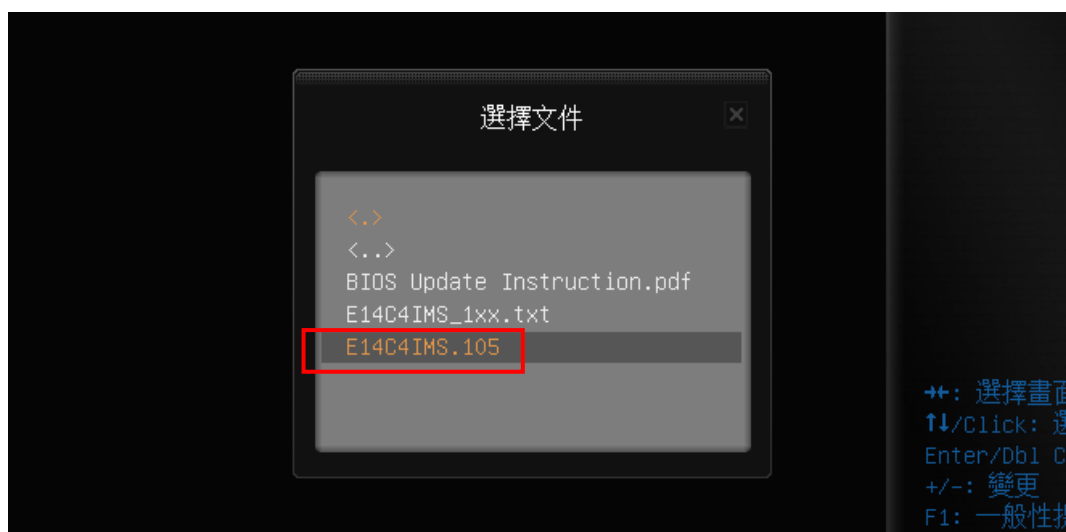 選擇文件
<.>
<..>
BIOS Update Instruction.pdf
E14C4IMS_1xx.txt
E14C4IMS.105
→←: 選擇畫面
↑↓/Click: 選
Enter/Dbl C
+/-: 變更
F1: 一般性